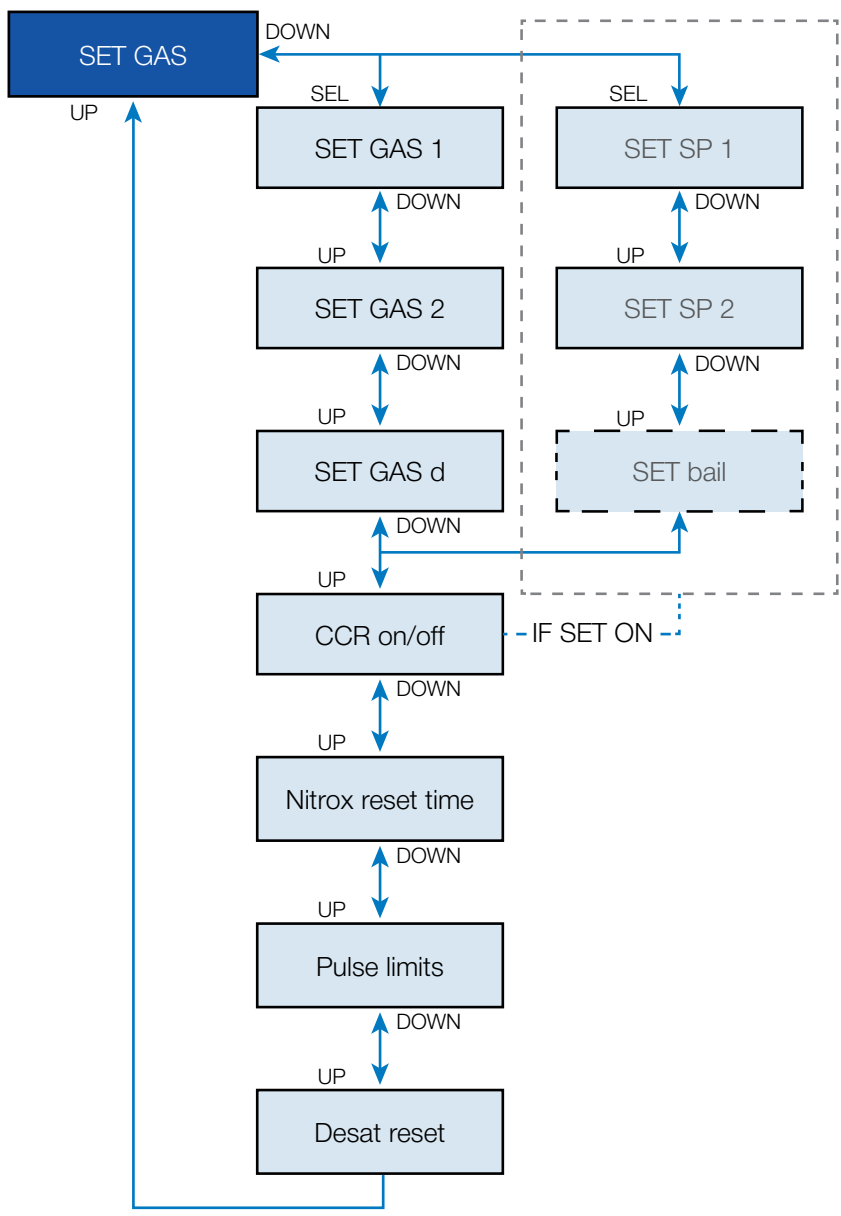 SET GAS
DOWN
UP
SEL
SEL
SET GAS 1
SET SP 1
DOWN
DOWN
UP
UP
SET GAS 2
SET SP 2
DOWN
DOWN
UP
UP
SET GAS d
SET bail
DOWN
UP
CCR on/off
IF SET ON
DOWN
UP
Nitrox reset time
DOWN
UP
Pulse limits
DOWN
UP
Desat reset